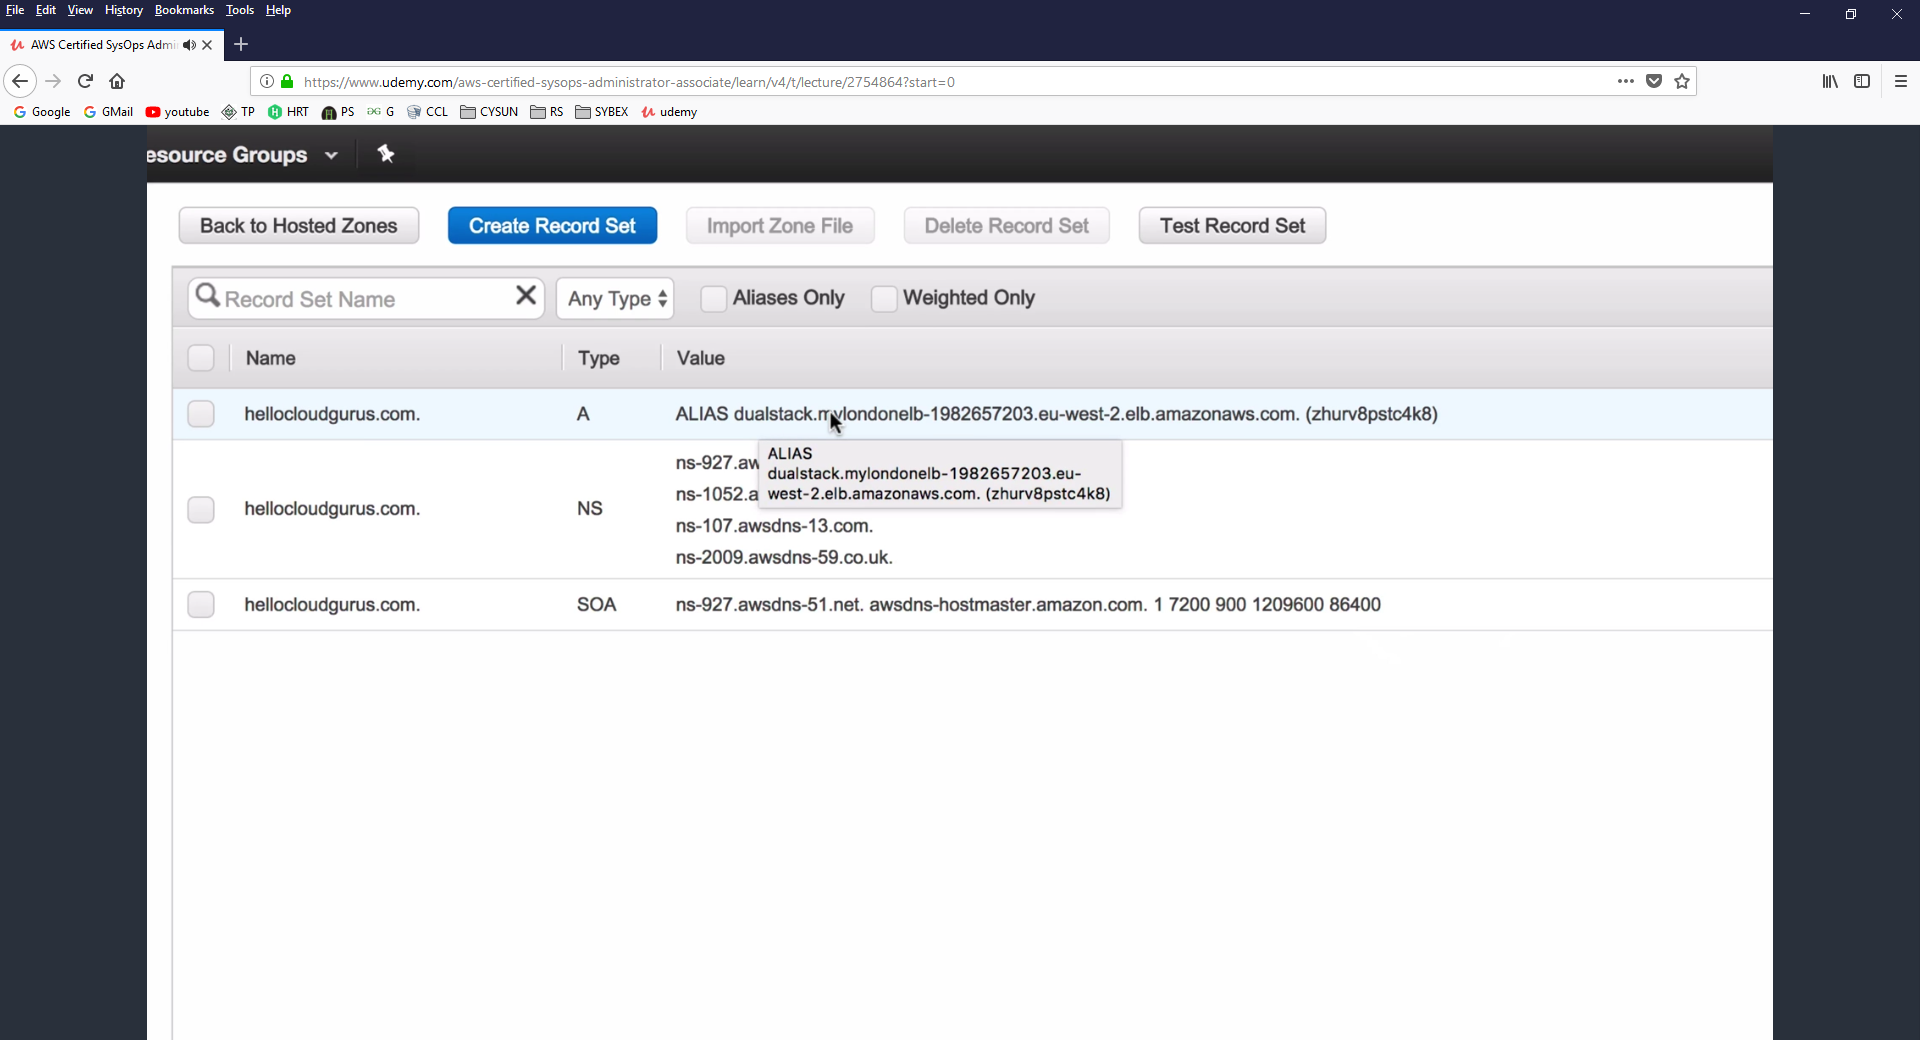 File Edit View History Bookmarks Tools Help
AWS Certified SysOps Admi
https://www.udemy.com/aws-certified-sysops-administrator-associate/learn/v4/t/lecture/2754864?start=0
Google GMail youtube TP HRT PS G CCL CYSUN RS SYBEX udemy
esource Groups
Back to Hosted Zones Create Record Set Import Zone File Delete Record Set Test Record Set
Record Set Name Any Type Aliases Only Weighted Only
Name Type Value
hellocloudgurus.com. A ALIAS dualstack.mylondonelb-1982657203.eu-west-2.elb.amazonaws.com. (zhurv8pstc4k8)
ALIAS
dualstack.mylondonelb-1982657203.eu-
west-2.elb.amazonaws.com. (zhurv8pstc4k8)
ns-927.aw
ns-1052.a
hellocloudgurus.com. NS
ns-107.awsdns-13.com.
ns-2009.awsdns-59.co.uk.
hellocloudgurus.com. SOA ns-927.awsdns-51.net. awsdns-hostmaster.amazon.com. 1 7200 900 1209600 86400